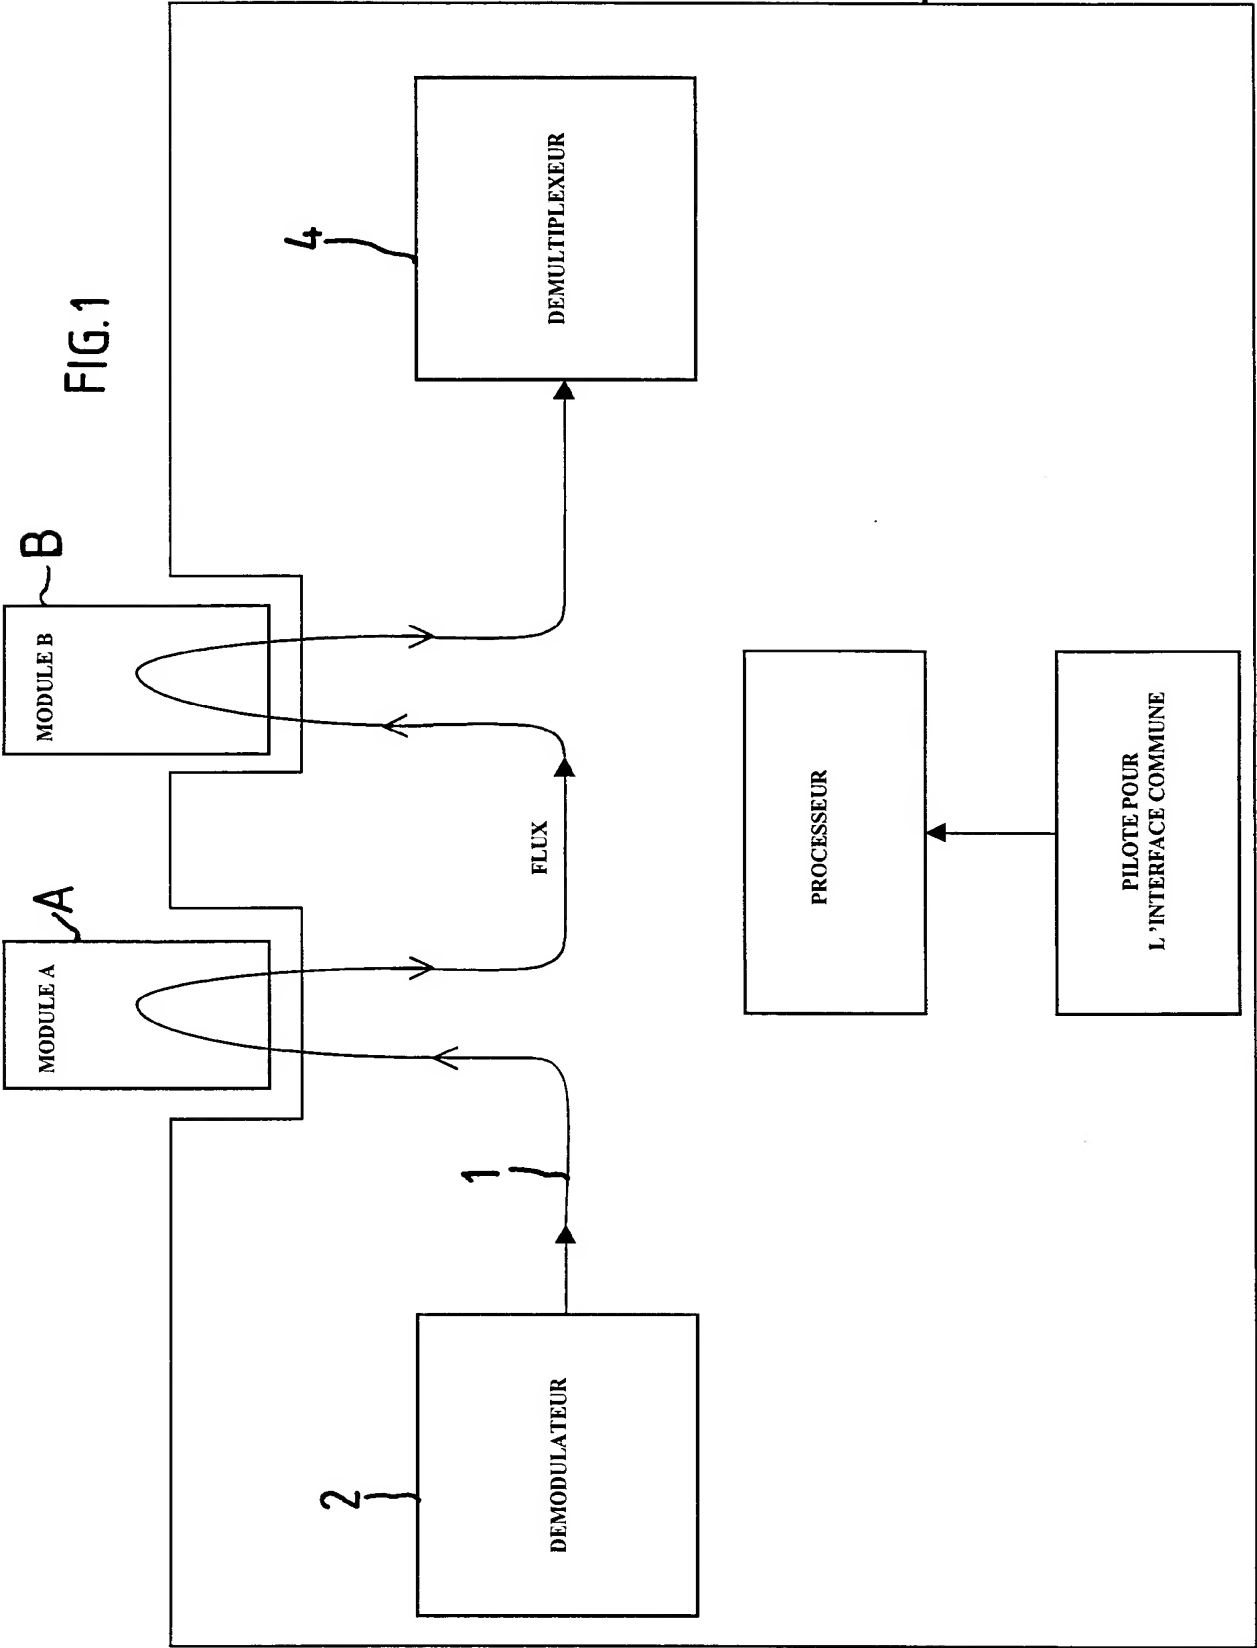 FIG.1
MODULE A
A
MODULE B
B
1
FLUX
2
DEMODULATEUR
4
DEMULTIPLEXEUR
PROCESSEUR
PILOTE POUR
L 'INTERFACE COMMUNE